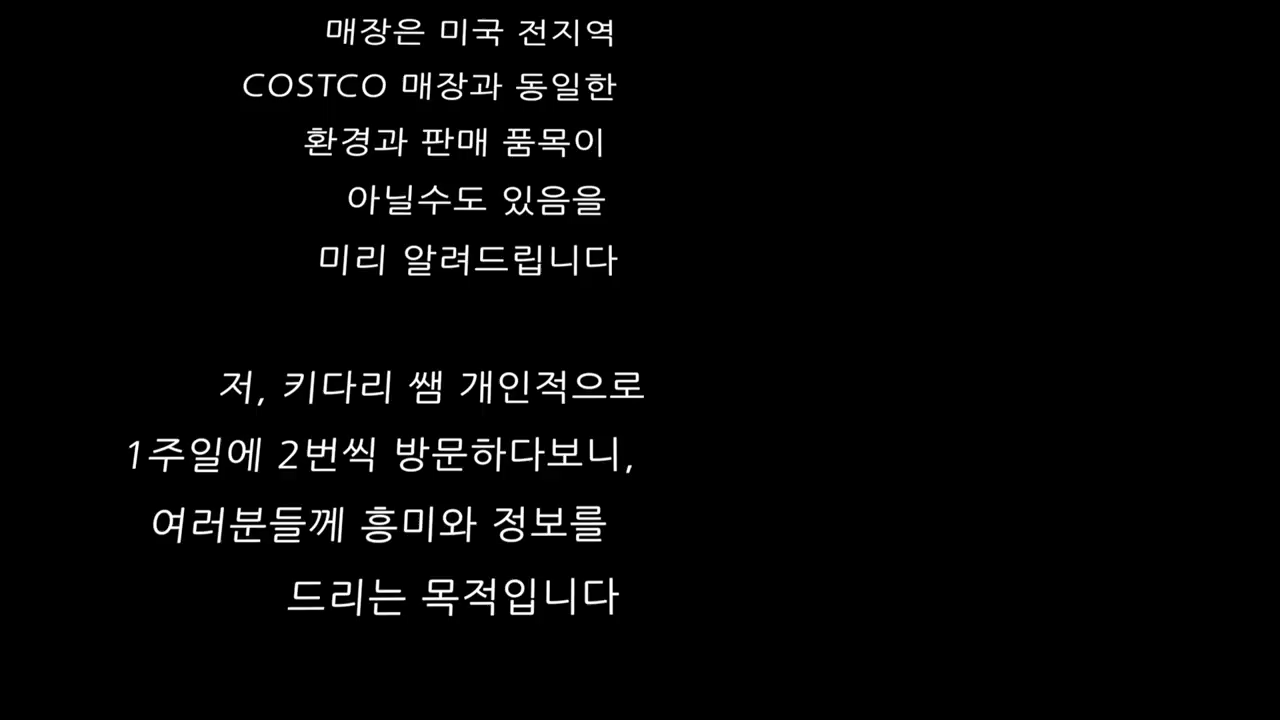 매장은 미국 전지역
COSTCO 매장과 동일한
환경과 판매 품목이
아닐수도 있음을
미리 알려드립니다
저, 키다리 쌤 개인적으로
1주일에 2번씩 방문하다보니,
여러분들께 흥미와 정보를
드리는 목적입니다